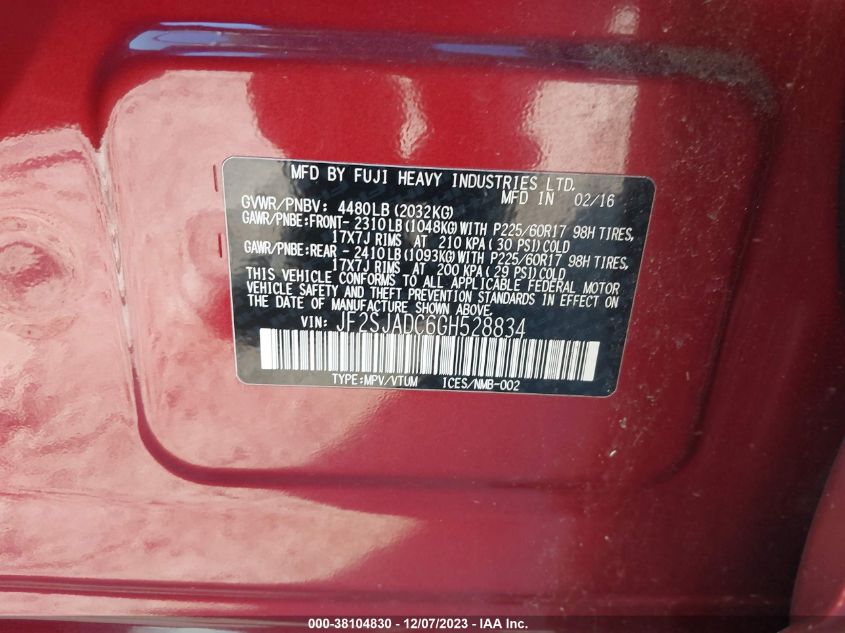 MFD BY FUJI HEAVY INDUSTRIES LTD.
MFD IN 02/16
GVWR/PNBV: 4480LB(2032KG)
GAWR/PNBE:FRONT- 2310LB(1048KG)WITH P225/60R17 98H TIRES,
17X7J RIMS AT 210 KPA(30 PSI)COLD
GAWR/PNBE:REAR - 2410LB(1093KG)WITH P225/60R17 98H TIRES,
17X7J RIMS AT 200 KPA(29 PSI)COLD
THIS VEHICLE CONFORMS TO ALL APPLICABLE FEDERAL MOTOR
VEHICLE SAFETY AND THEFT PREVENTION STANDARDS IN EFFECT ON
THE DATE OF MANUFACTURE SHOWN ABOVE.
VIN: JF2SJADC6GH528834
TYPE:MPV/VTUM ICES/NMB-002
000-38104830 - 12/07/2023 - IAA Inc.